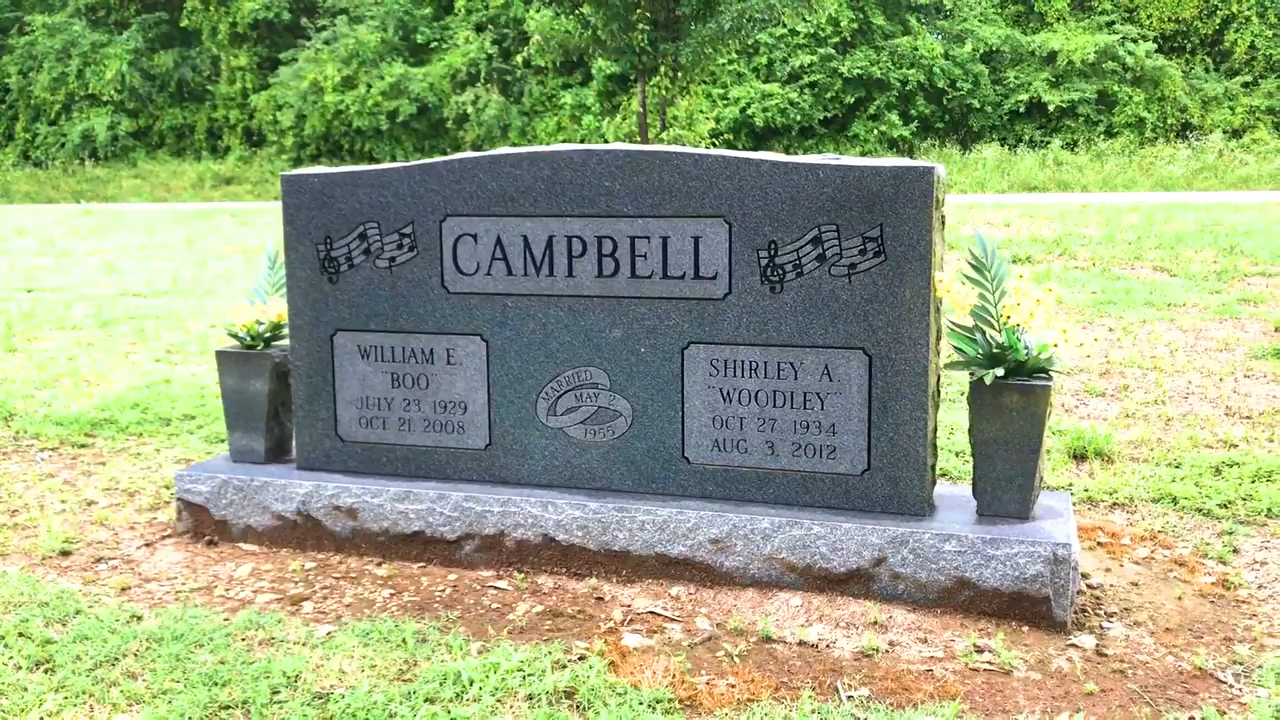 CAMPBELL
WILLIAM E.
"BOO"
JULY 23, 1929
OCT 21, 2008
MARRIED
MAY 2
1955
SHIRLEY A.
"WOODLEY"
OCT 27, 1934
AUG. 3, 2012